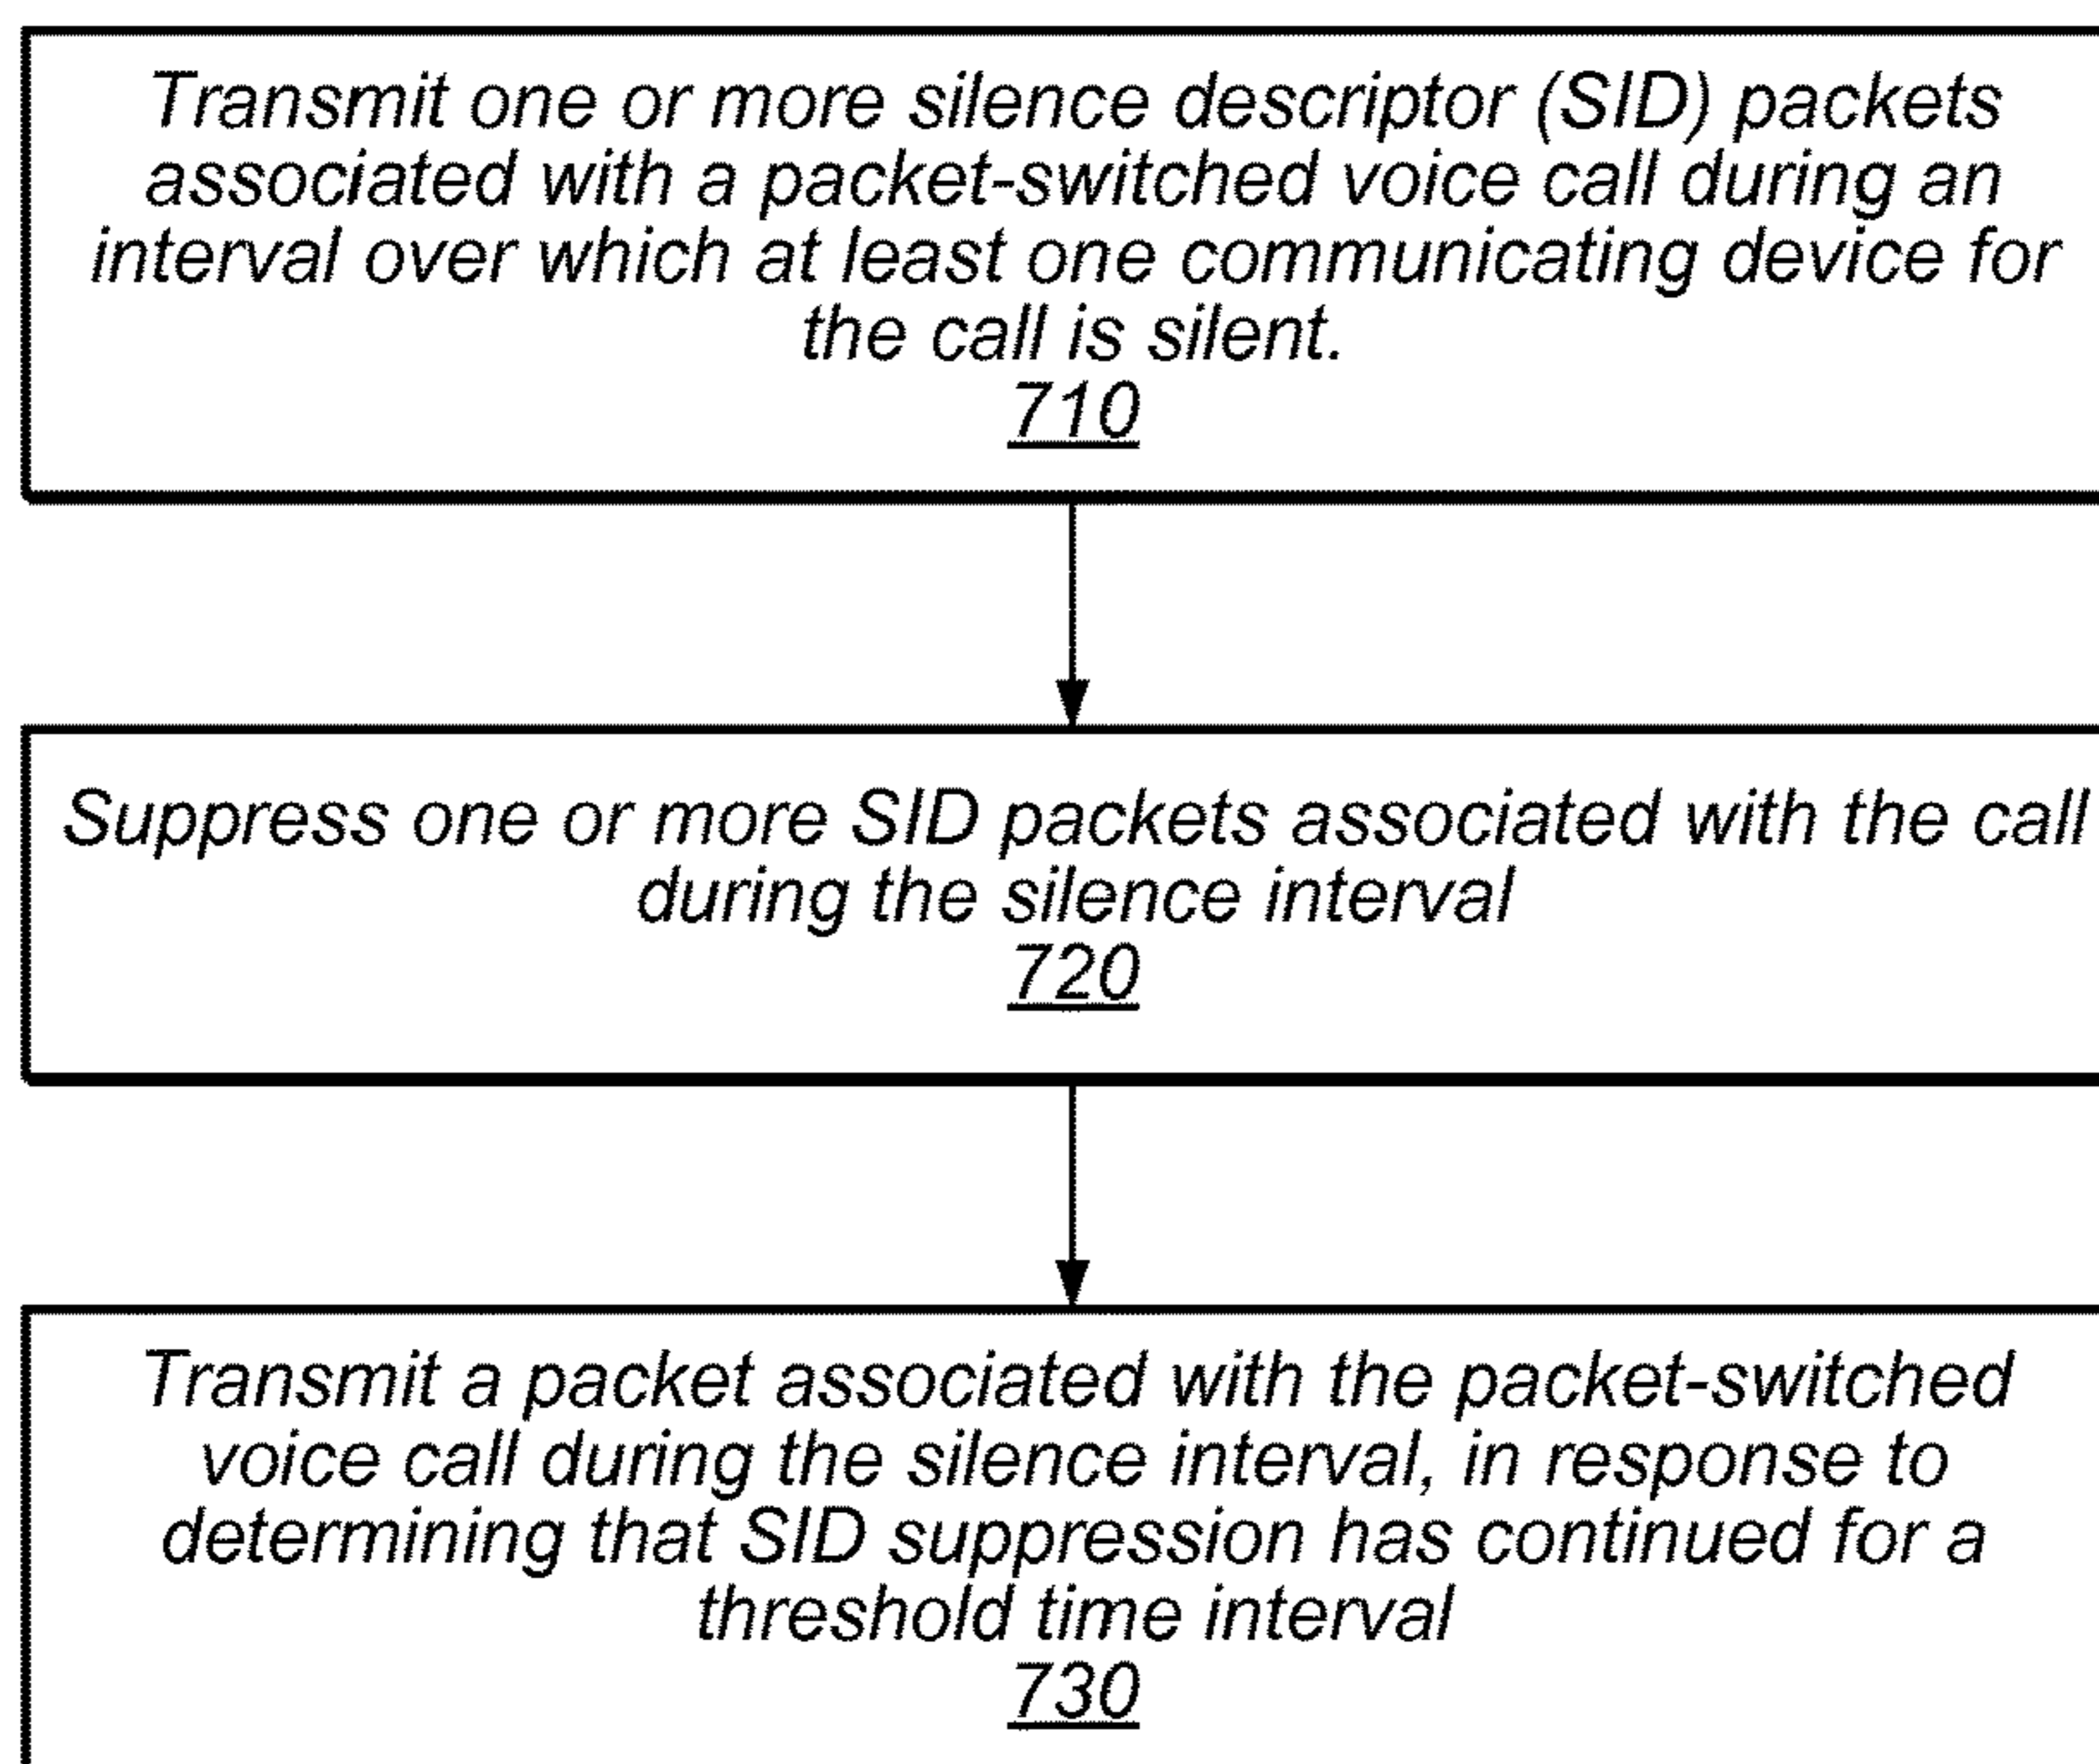 Transmit one or more silence descriptor (SID) packets
associated with a packet-switched voice call during an
interval over which at least one communicating device for
the call is silent.
710
Suppress one or more SID packets associated with the call
during the silence interval
720
Transmit a packet associated with the packet-switched
voice call during the silence interval, in response to
determining that SID suppression has continued for a
threshold time interval
730